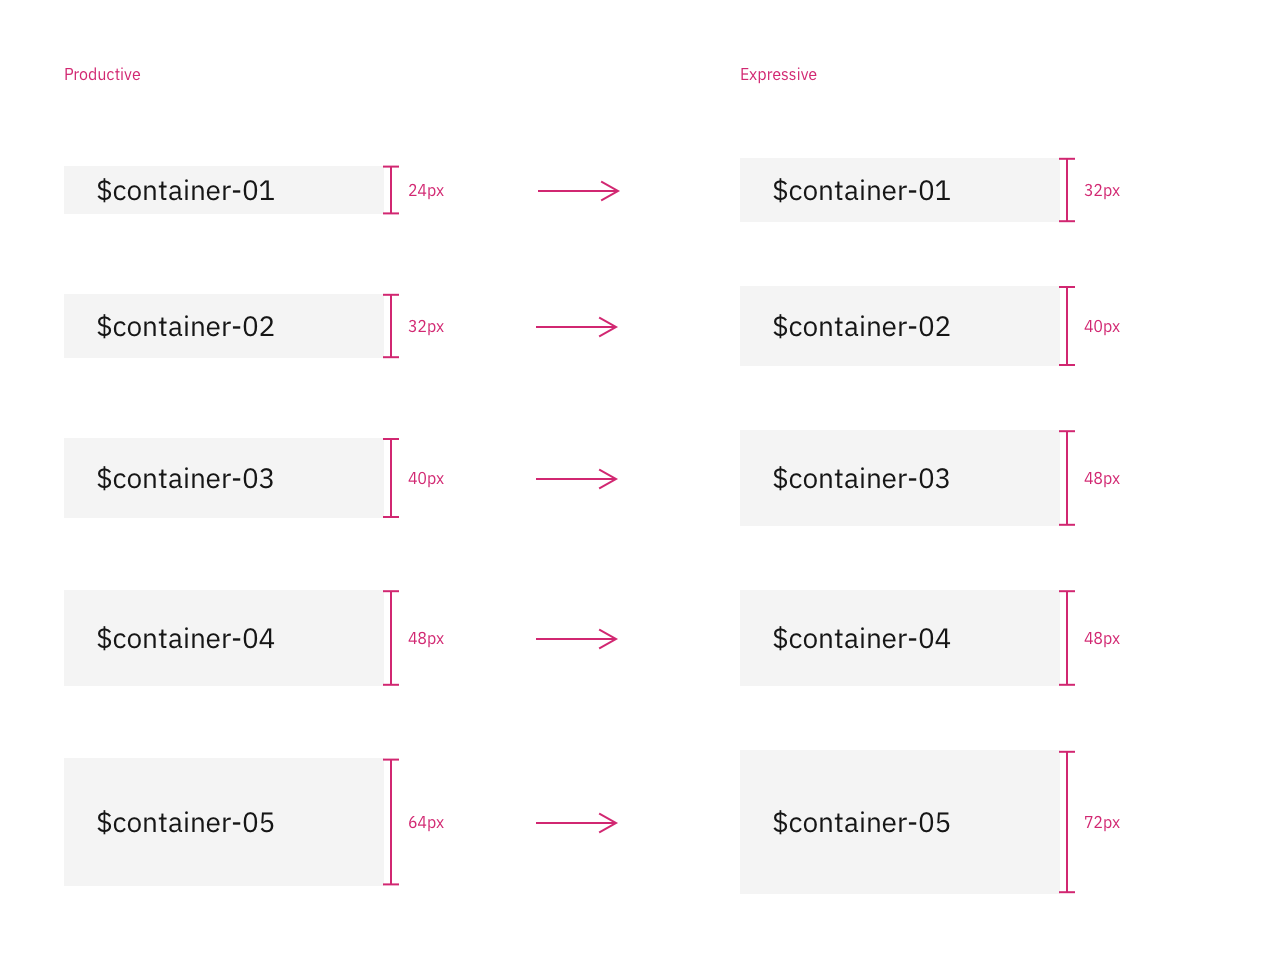 Productive
Expressive
$container-01
24px
$container-01
32px
$container-02
32px
$container-02
40px
$container-03
40px
$container-03
48px
$container-04
48px
$container-04
48px
$container-05
64px
$container-05
72px